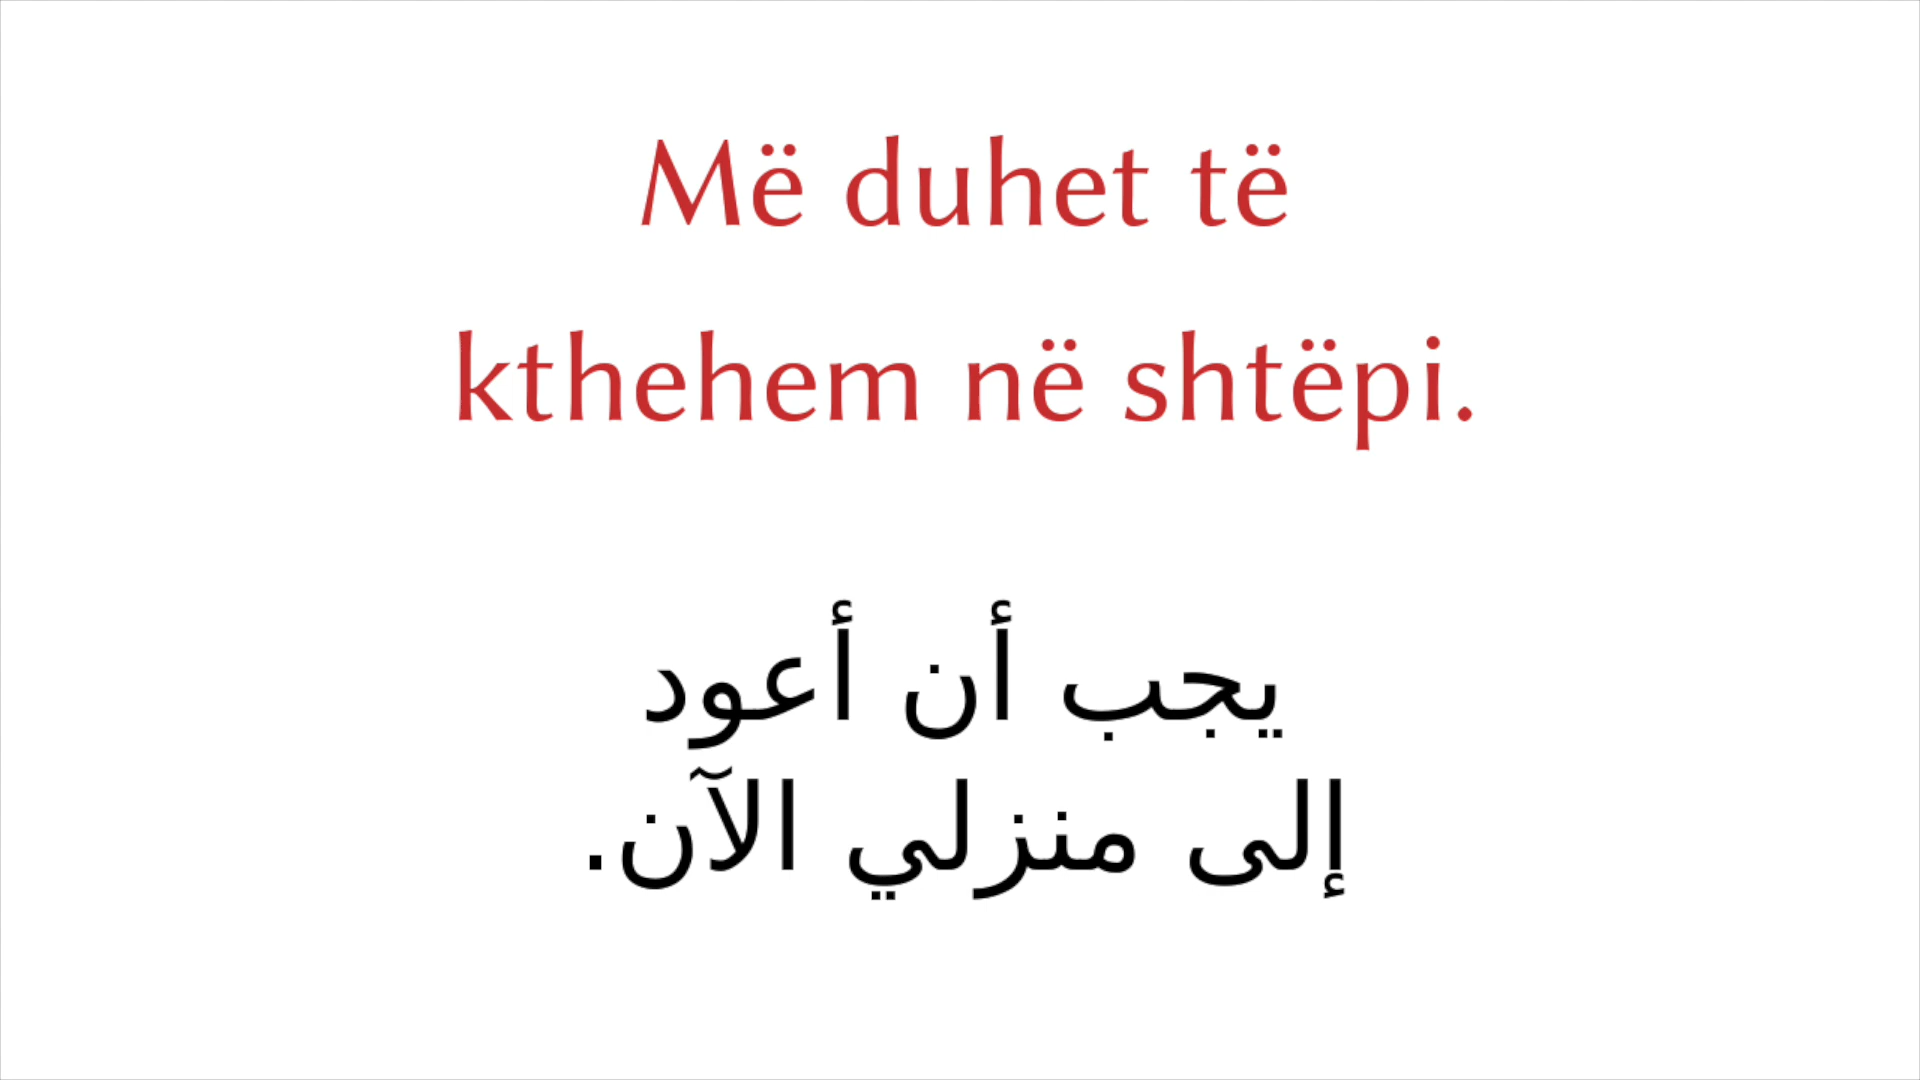 Më duhet të
kthehem në shtëpi.
يجب أن أعود
إلى منزلي الآن.